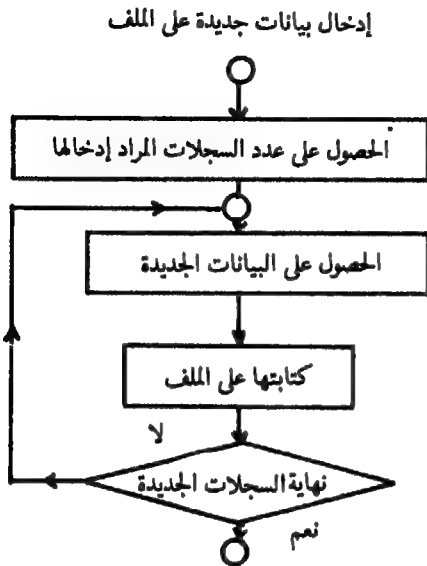 إدخال بيانات جديدة على الملف
الحصول على عدد السجلات المراد إدخالها
الحصول على البيانات الجديدة
كتابتها على الملف
لا
نهاية السجلات الجديدة
نعم